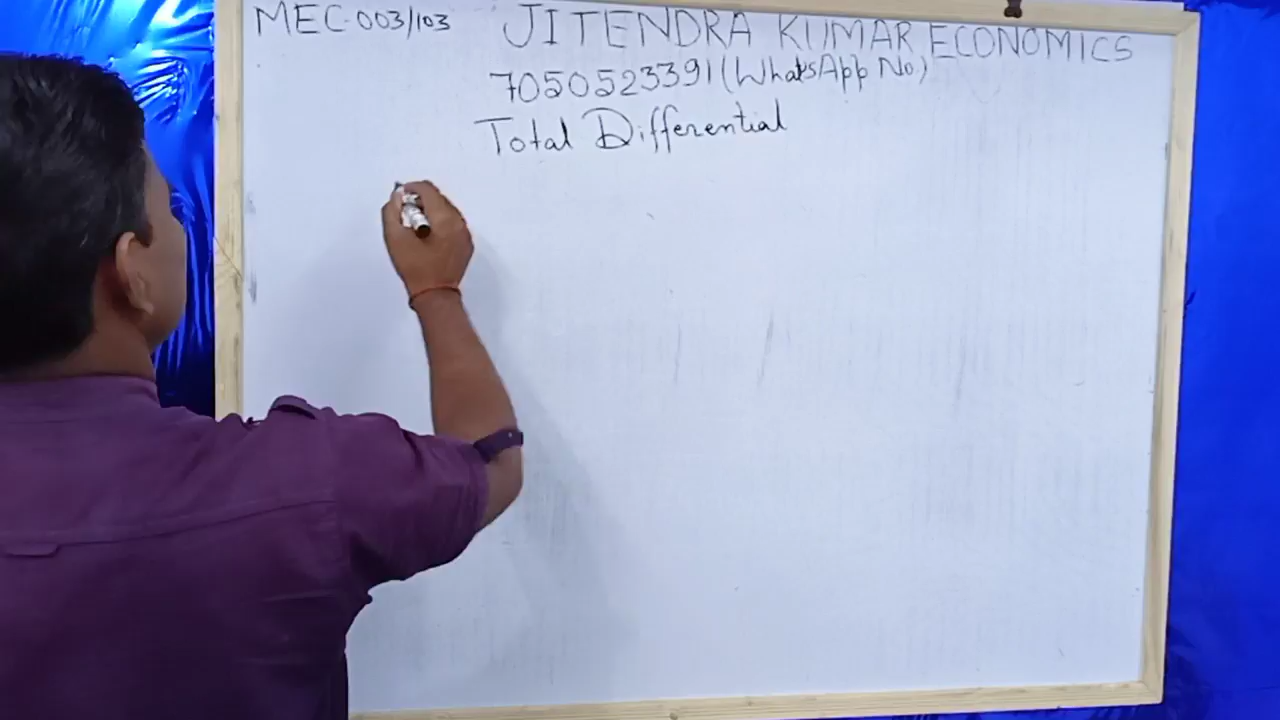 MEC-003/103
JITENDRA KUMAR ECONOMICS
7050523391 (WhatsApp No)
Total Differential